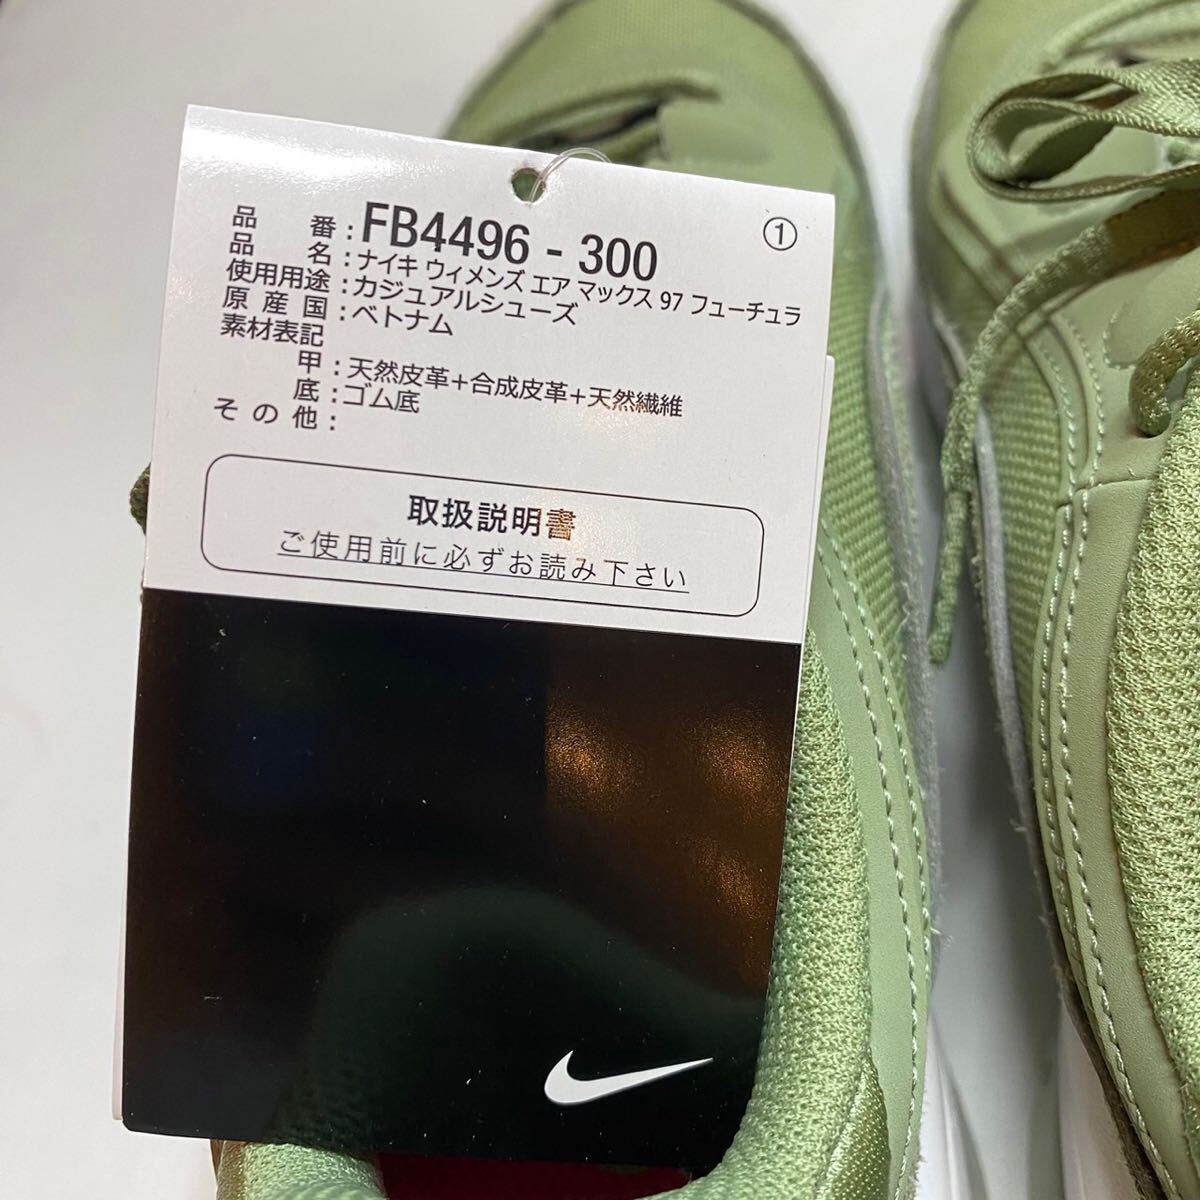 ①
品番：FB4496 - 300
品名：ナイキ ウィメンズ エア マックス 97 フューチュラ
使用用途：カジュアルシューズ
原産国：ベトナム
素材表記
甲：天然皮革+合成皮革+天然繊維
底：ゴム底
その他：
取扱説明書
ご使用前に必ずお読み下さい